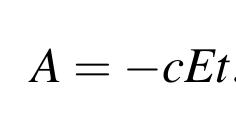 A = −cEt.